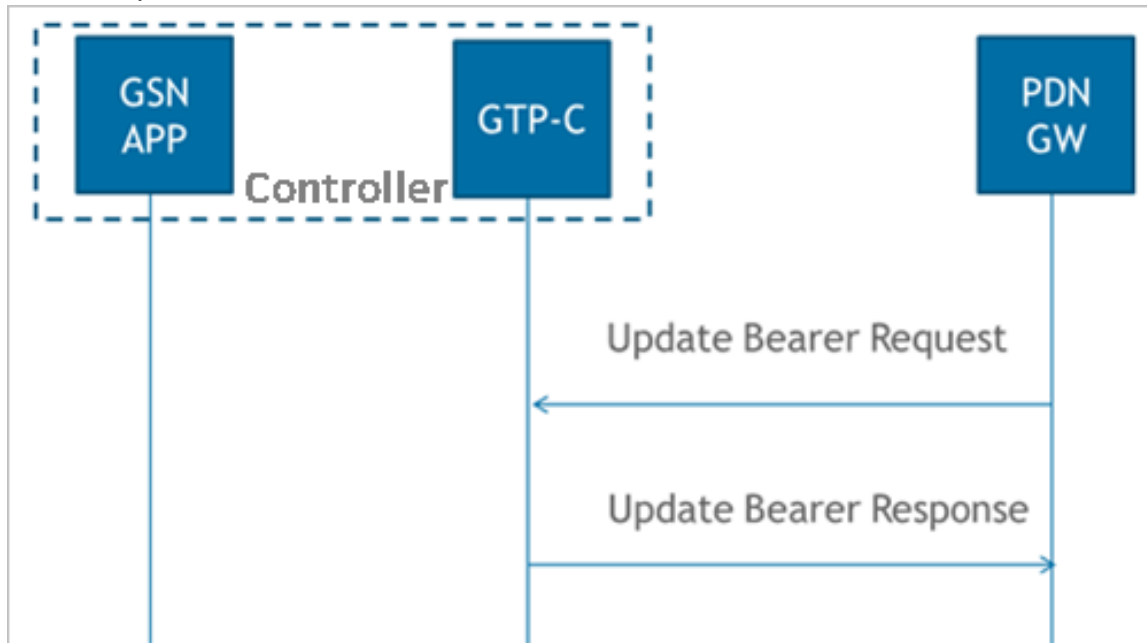 GSN
APP
GTP-C
PDN
GW
Controller
Update Bearer Request
Update Bearer Response